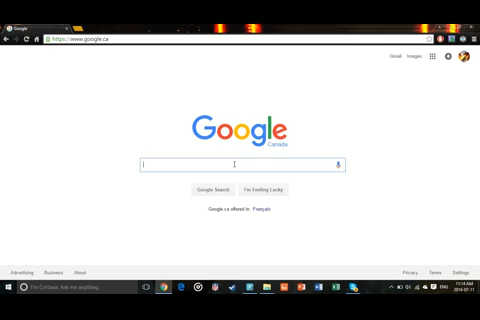 Google
https://www.google.ca
Gmail Images
Google
Canada
Google Search I'm Feeling Lucky
Google.ca offered in: Français
Advertising Business About Privacy Terms Settings
I'm Cortana. Ask me anything.
ENG
11:14 AM
2016-07-11